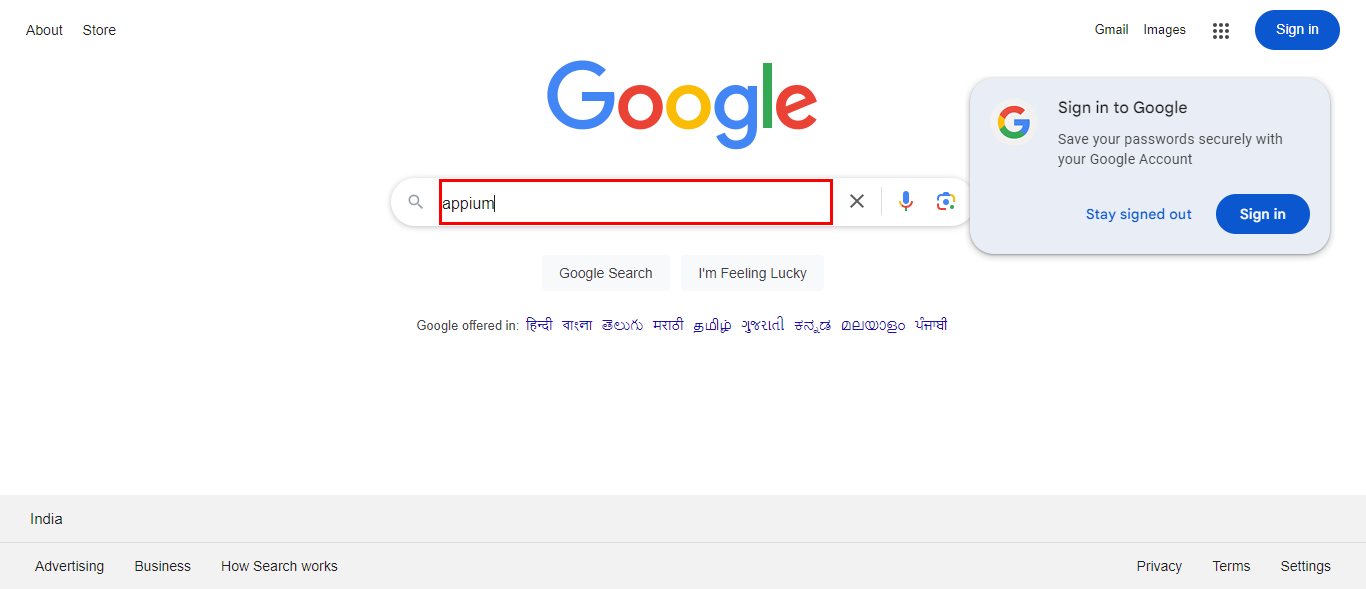 About Store
Gmail Images
Sign in
Google
Sign in to Google
Save your passwords securely with
your Google Account
Stay signed out
Sign in
appium
Google Search
I'm Feeling Lucky
Google offered in: हिन्दी বাংলা తెలుగు मराठी தமிழ் ગુજરાતી ಕನ್ನಡ മലയാളം ਪੰਜਾਬੀ
India
Advertising Business How Search works
Privacy Terms Settings